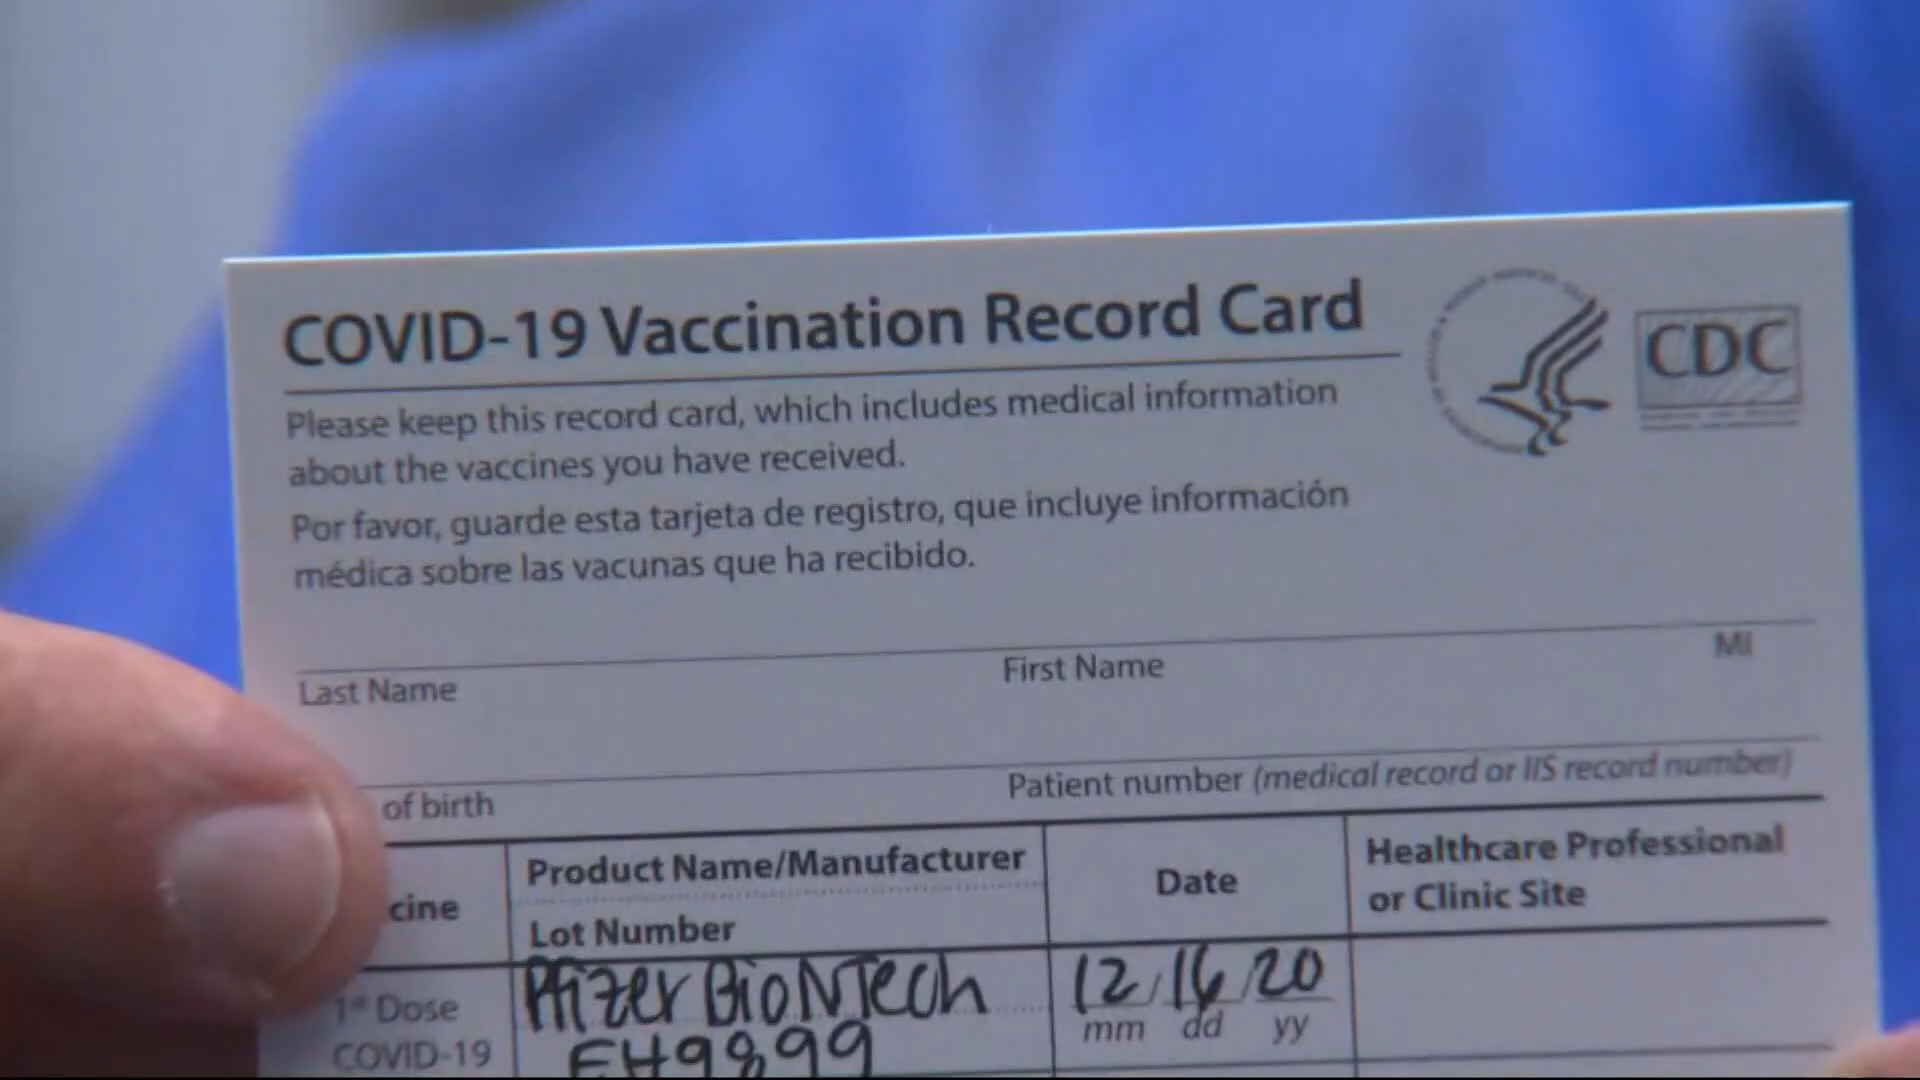 COVID-19 Vaccination Record Card
CDC
Please keep this record card, which includes medical information
about the vaccines you have received.
Por favor, guarde esta tarjeta de registro, que incluye información
médica sobre las vacunas que ha recibido.
Last Name First Name MI
of birth Patient number (medical record or IIS record number)
cine Product Name/Manufacturer Date Healthcare Professional
Lot Number or Clinic Site
1st Dose Pfizer BioNTech 12/16/20
mm dd yy
COVID-19 EH9899